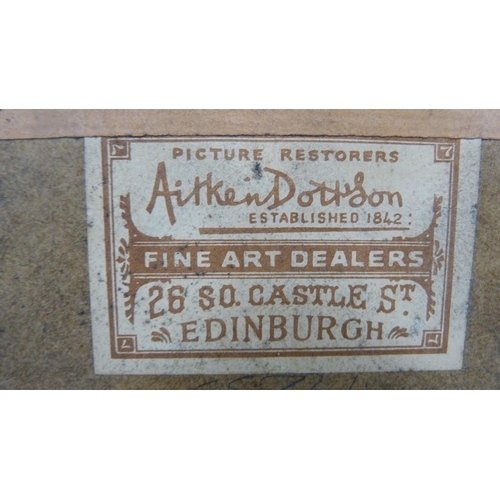 PICTURE RESTORERS
Aitken Dott & Son
ESTABLISHED 1842:
FINE ART DEALERS
26 SO. CASTLE ST
EDINBURGH